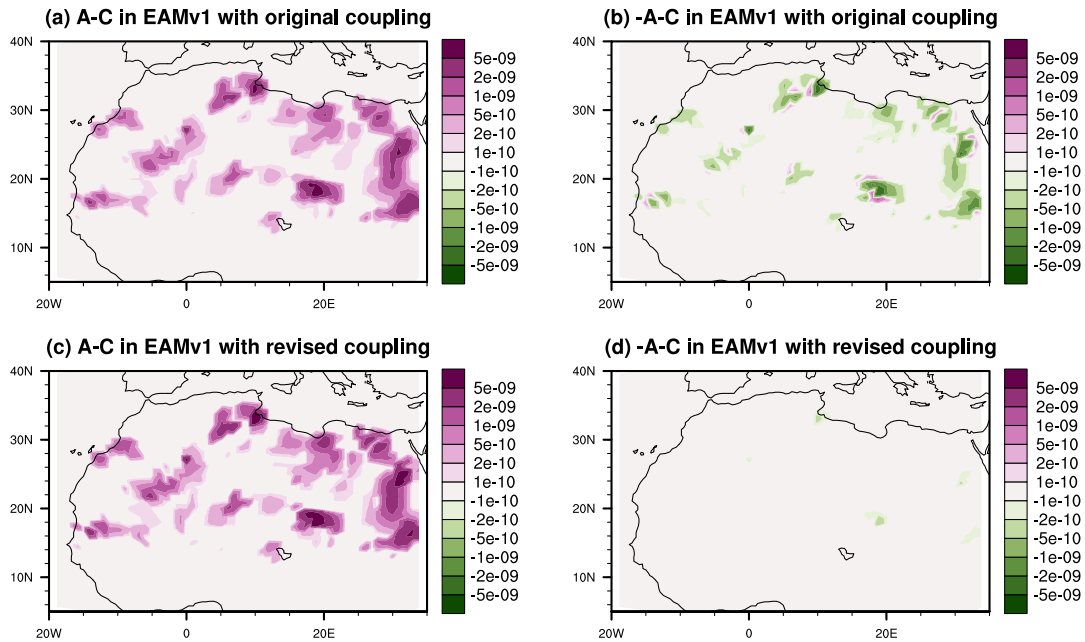 (a) A-C in EAMv1 with original coupling
40N
30N
20N
10N
20W 0 20E
5e-09
2e-09
1e-09
5e-10
2e-10
1e-10
-1e-10
-2e-10
-5e-10
-1e-09
-2e-09
-5e-09
(b) -A-C in EAMv1 with original coupling
40N
30N
20N
10N
20W 0 20E
5e-09
2e-09
1e-09
5e-10
2e-10
1e-10
-1e-10
-2e-10
-5e-10
-1e-09
-2e-09
-5e-09
(c) A-C in EAMv1 with revised coupling
40N
30N
20N
10N
20W 0 20E
5e-09
2e-09
1e-09
5e-10
2e-10
1e-10
-1e-10
-2e-10
-5e-10
-1e-09
-2e-09
-5e-09
(d) -A-C in EAMv1 with revised coupling
40N
30N
20N
10N
20W 0 20E
5e-09
2e-09
1e-09
5e-10
2e-10
1e-10
-1e-10
-2e-10
-5e-10
-1e-09
-2e-09
-5e-09